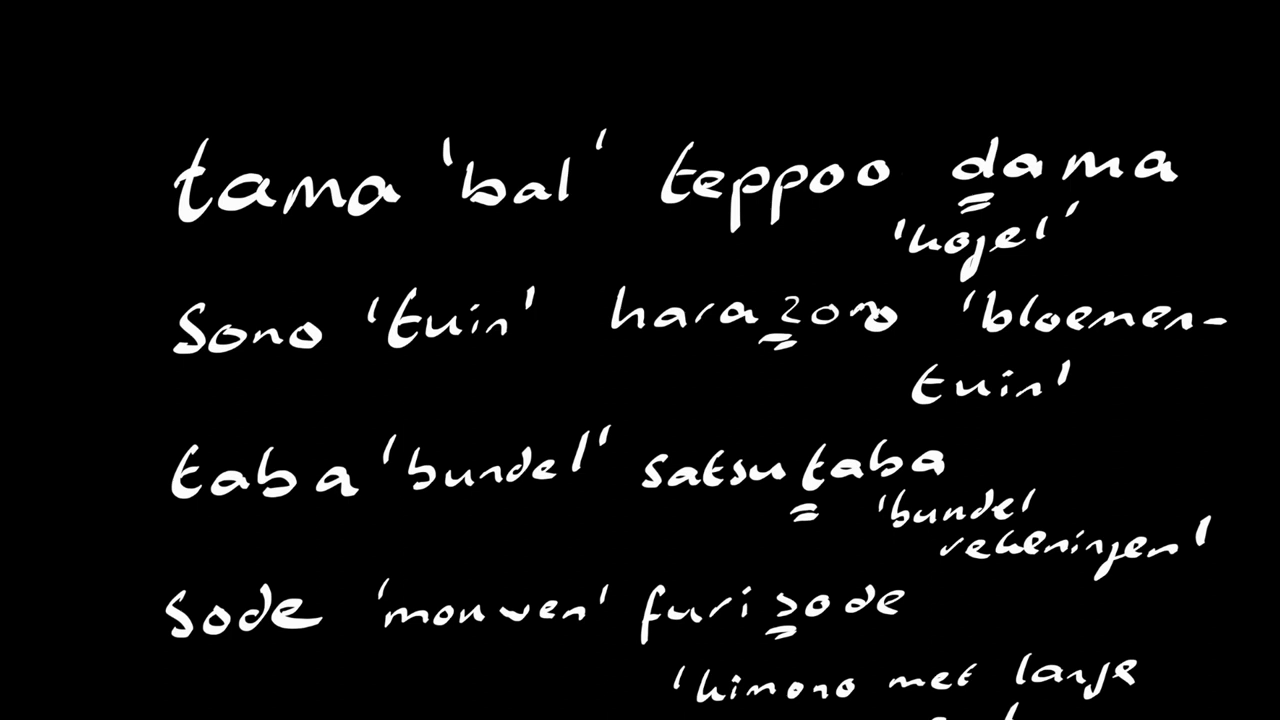 tama 'bal' teppoo dama
'kogel'
sono 'tuin' hanazono 'bloemen-
tuin'
taba 'bundel' satsutaba
'bundel
rekeningen'
sode 'mouwen' furisode
'kimono met lange